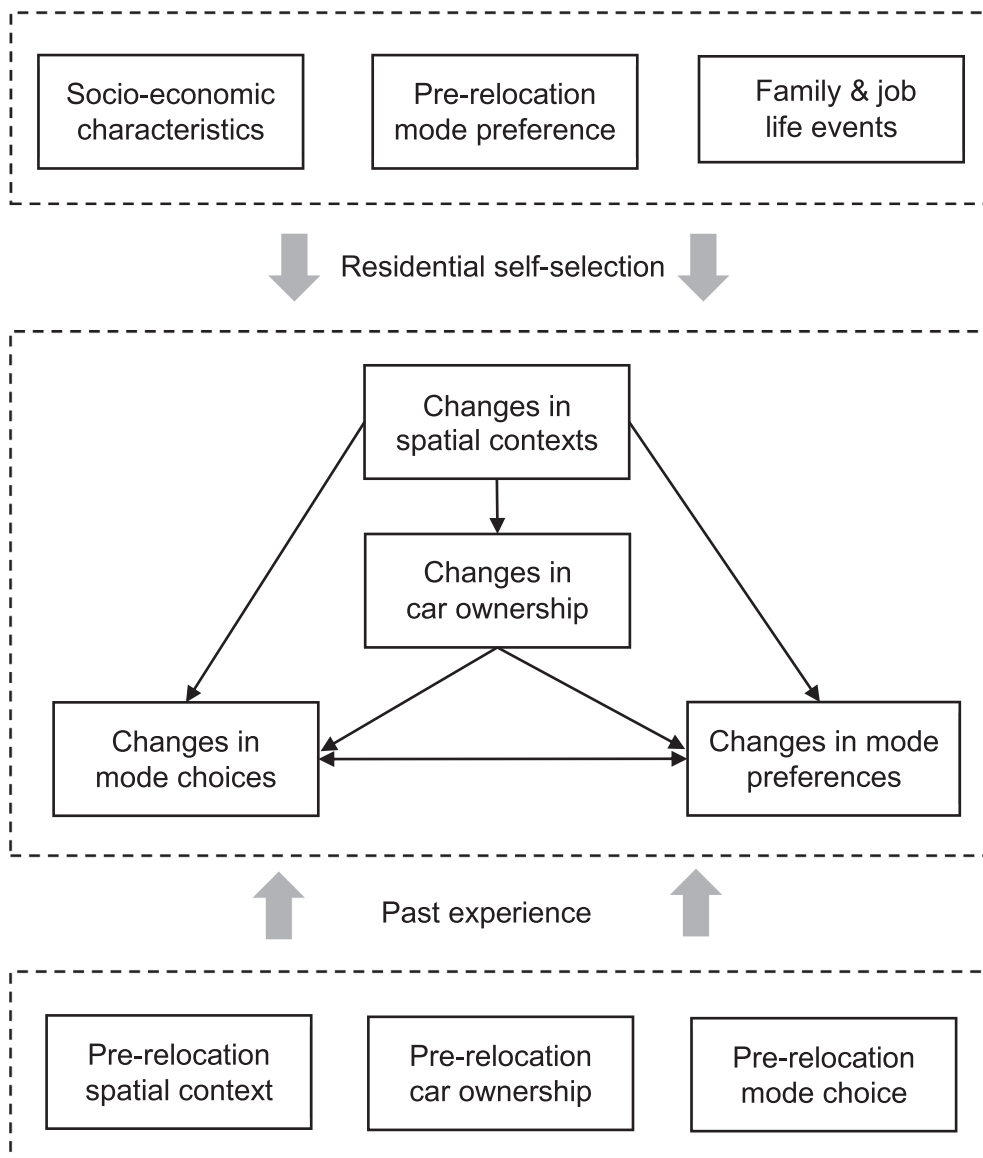 Socio-economic
characteristics
Pre-relocation
mode preference
Family & job
life events
Residential self-selection
Changes in
spatial contexts
Changes in
car ownership
Changes in
mode choices
Changes in mode
preferences
Past experience
Pre-relocation
spatial context
Pre-relocation
car ownership
Pre-relocation
mode choice